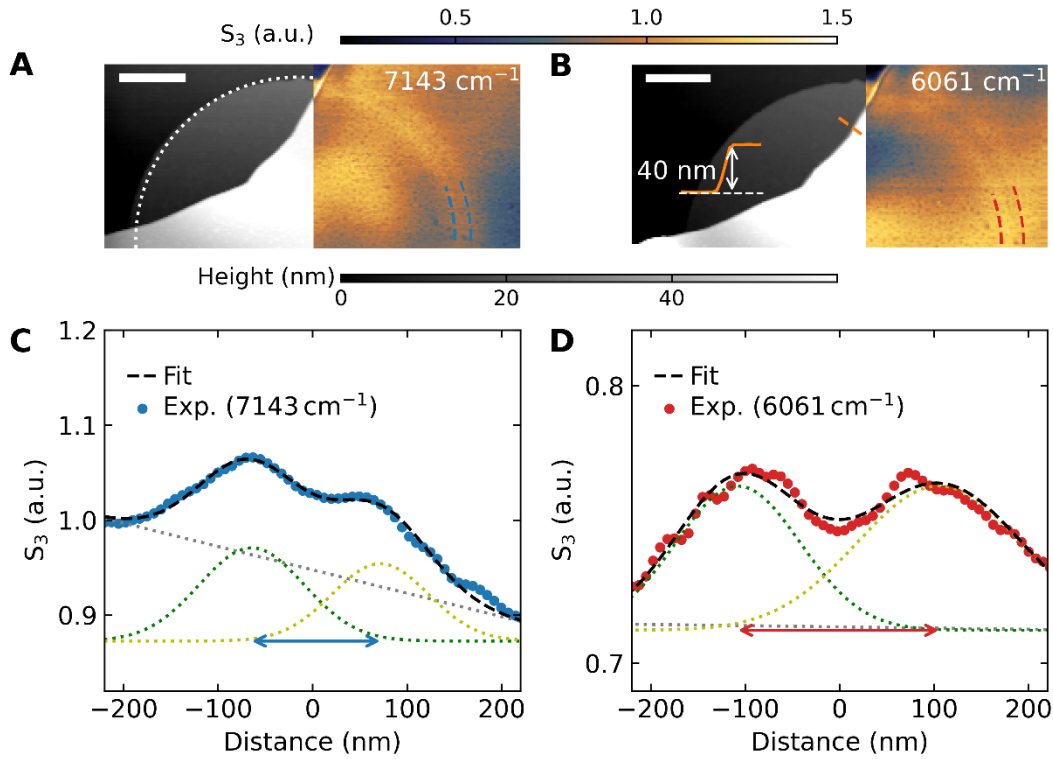 S₃ (a.u.) 0.5 1.0 1.5
A B
7143 cm⁻¹ 6061 cm⁻¹
40 nm
Height (nm)
0 20 40
C D
1.2
1.1
1.0
0.9
S₃ (a.u.)
Fit
Exp. (7143 cm⁻¹)
−200 −100 0 100 200
Distance (nm)
0.8
0.7
S₃ (a.u.)
Fit
Exp. (6061 cm⁻¹)
−200 −100 0 100 200
Distance (nm)